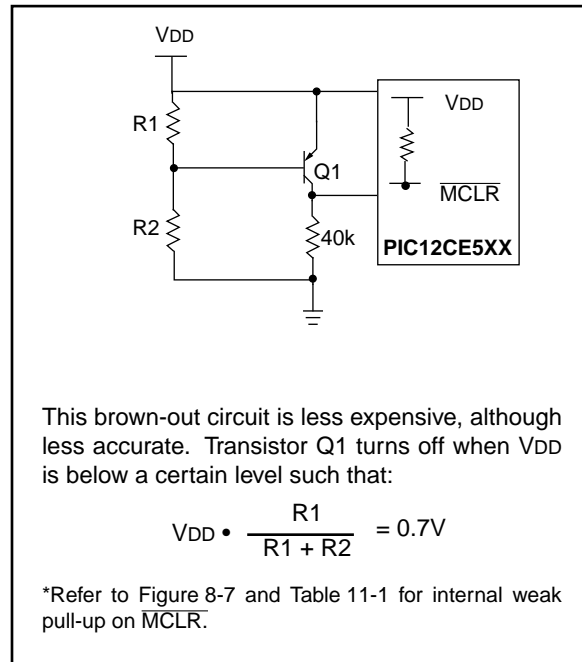 VDD
R1
R2
Q1
40k
VDD
MCLR
PIC12CE5XX
This brown-out circuit is less expensive, although
less accurate. Transistor Q1 turns off when VDD
is below a certain level such that:
VDD • R1 / R1 + R2 = 0.7V
*Refer to Figure 8-7 and Table 11-1 for internal weak
pull-up on MCLR.